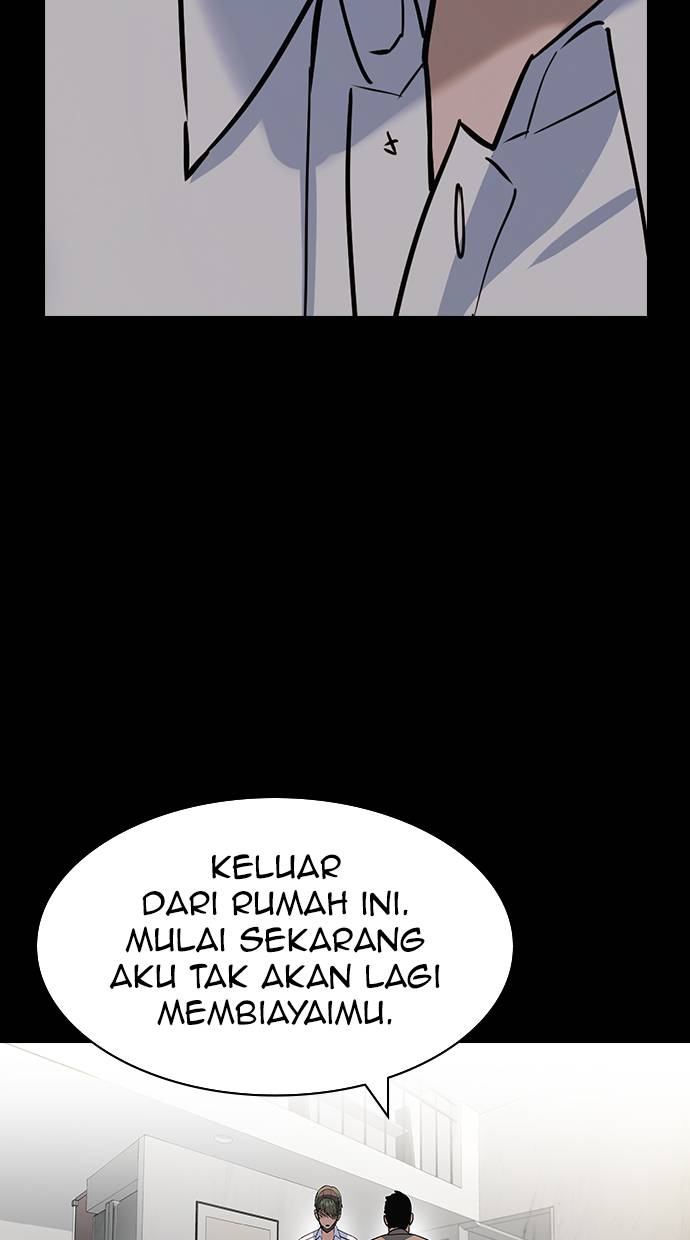 KELUAR
DARI RUMAH INI.
MULAI SEKARANG
AKU TAK AKAN LAGI
MEMBIAYAIMU.